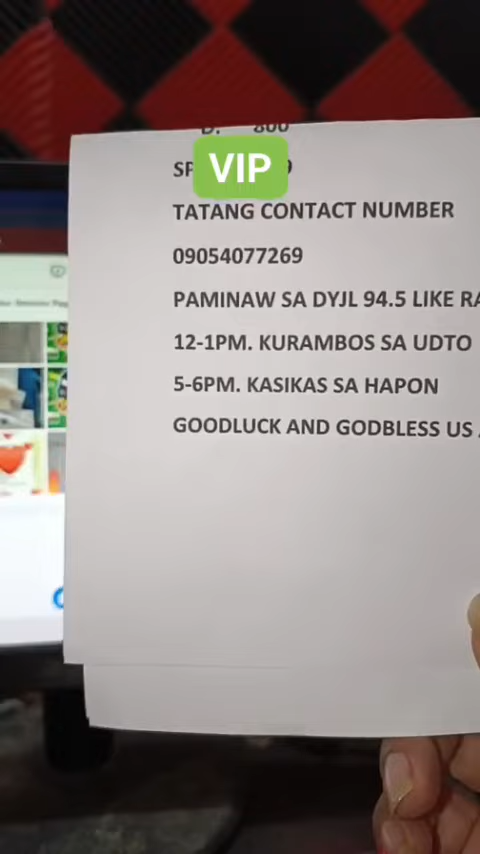 D. 800
VIP
TATANG CONTACT NUMBER
09054077269
PAMINAW SA DYJL 94.5 LIKE
12-1PM. KURAMBOS SA UDTO
5-6PM. KASIKAS SA HAPON
GOODLUCK AND GODBLESS US